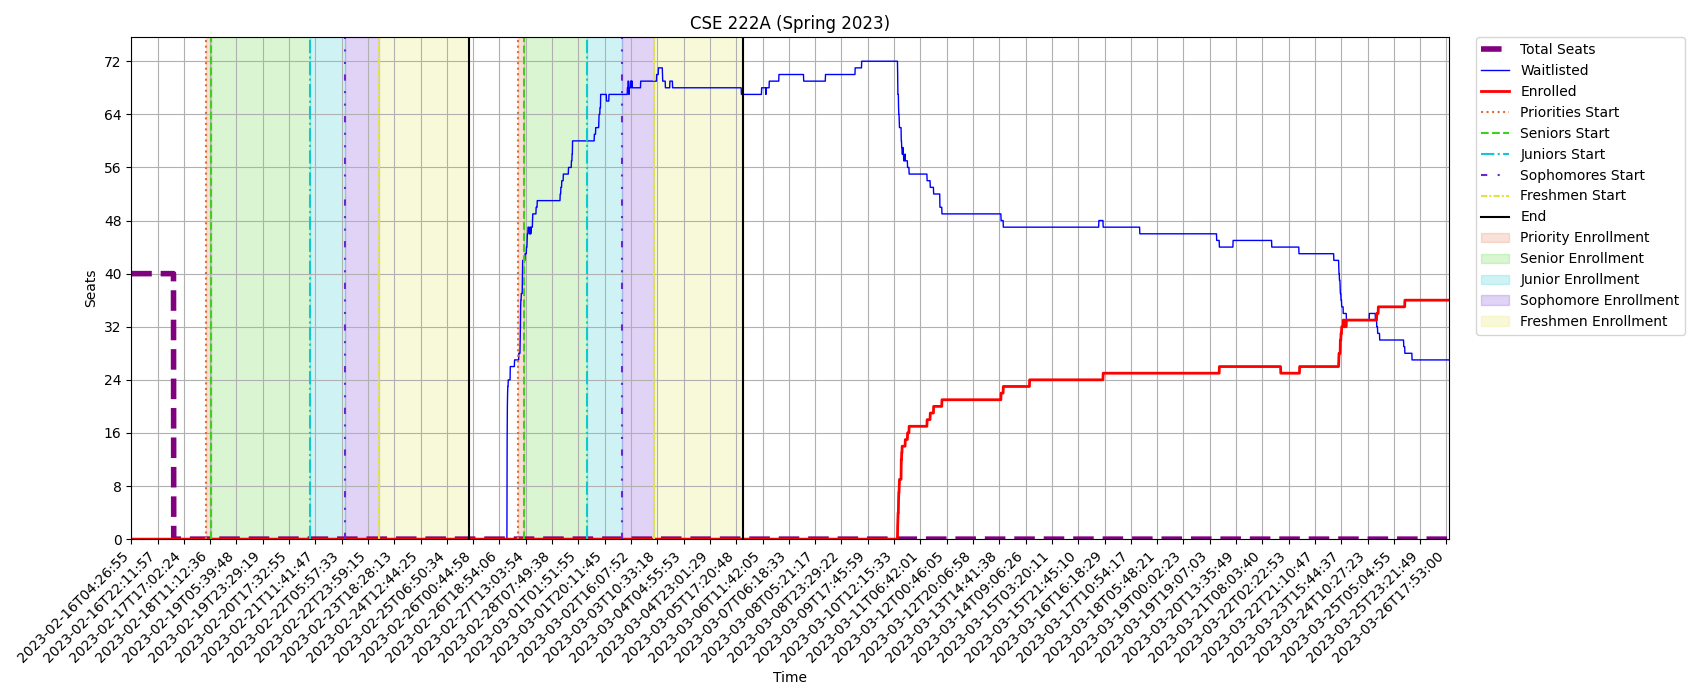 CSE 222A (Spring 2023)
Seats
72
64
56
48
40
32
24
16
8
0
2023-02-16T04:26:55
2023-02-16T22:11:57
2023-02-17T17:02:24
2023-02-18T11:12:36
2023-02-19T05:39:48
2023-02-19T23:29:19
2023-02-20T17:32:55
2023-02-21T11:41:47
2023-02-22T05:57:33
2023-02-22T23:59:15
2023-02-23T18:28:13
2023-02-24T12:44:25
2023-02-25T06:50:34
2023-02-26T00:44:58
2023-02-26T18:54:06
2023-02-27T13:03:54
2023-02-28T07:49:38
2023-03-01T01:51:55
2023-03-01T20:11:45
2023-03-02T16:07:52
2023-03-03T10:33:18
2023-03-04T04:55:53
2023-03-04T23:01:29
2023-03-05T17:20:48
2023-03-06T11:42:05
2023-03-07T06:18:33
2023-03-08T05:21:17
2023-03-08T23:29:22
2023-03-09T17:45:59
2023-03-10T12:15:33
2023-03-11T06:42:01
2023-03-12T00:46:05
2023-03-12T20:06:58
2023-03-13T14:41:38
2023-03-14T09:06:26
2023-03-15T03:20:11
2023-03-15T21:45:10
2023-03-16T16:18:29
2023-03-17T10:54:17
2023-03-18T05:48:21
2023-03-19T00:02:23
2023-03-19T19:07:03
2023-03-20T13:35:49
2023-03-21T08:03:40
2023-03-22T02:22:53
2023-03-22T21:10:47
2023-03-23T15:44:37
2023-03-24T10:27:23
2023-03-25T05:04:55
2023-03-25T23:21:49
2023-03-26T17:53:00
Time
Total Seats
Waitlisted
Enrolled
Priorities Start
Seniors Start
Juniors Start
Sophomores Start
Freshmen Start
End
Priority Enrollment
Senior Enrollment
Junior Enrollment
Sophomore Enrollment
Freshmen Enrollment